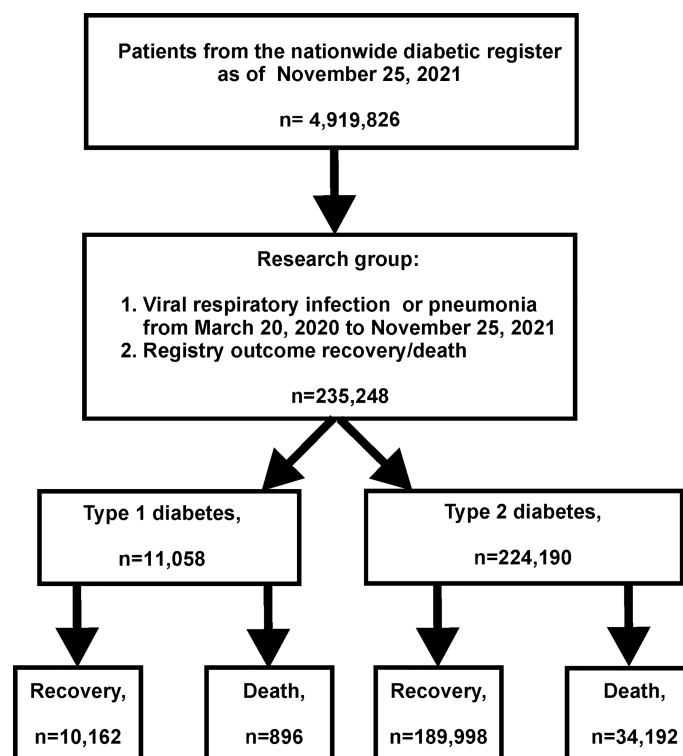 Patients from the nationwide diabetic register
as of November 25, 2021
n= 4,919,826
Research group:
1. Viral respiratory infection or pneumonia
from March 20, 2020 to November 25, 2021
2. Registry outcome recovery/death
n=235,248
Type 1 diabetes,
n=11,058
Type 2 diabetes,
n=224,190
Recovery,
n=10,162
Death,
n=896
Recovery,
n=189,998
Death,
n=34,192